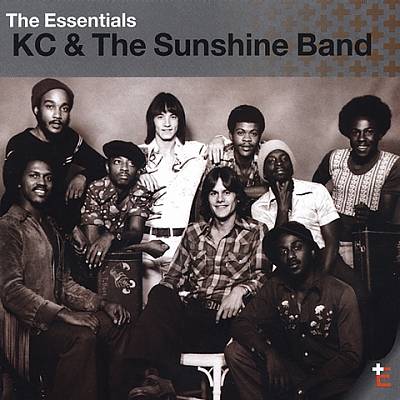 The Essentials
KC & The Sunshine Band
+E